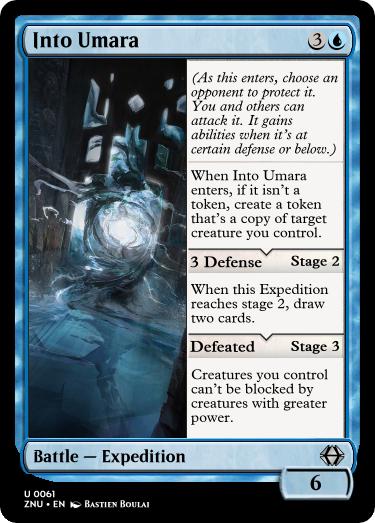 Into Umara 3
(As this enters, choose an
opponent to protect it.
You and others can
attack it. It gains
abilities when it's at
certain defense or below.)
When Into Umara
enters, if it isn't a
token, create a token
that's a copy of target
creature you control.
3 Defense Stage 2
When this Expedition
reaches stage 2, draw
two cards.
Defeated Stage 3
Creatures you control
can't be blocked by
creatures with greater
power.
Battle — Expedition
6
U 0061
ZNU • EN Bastien Boulai